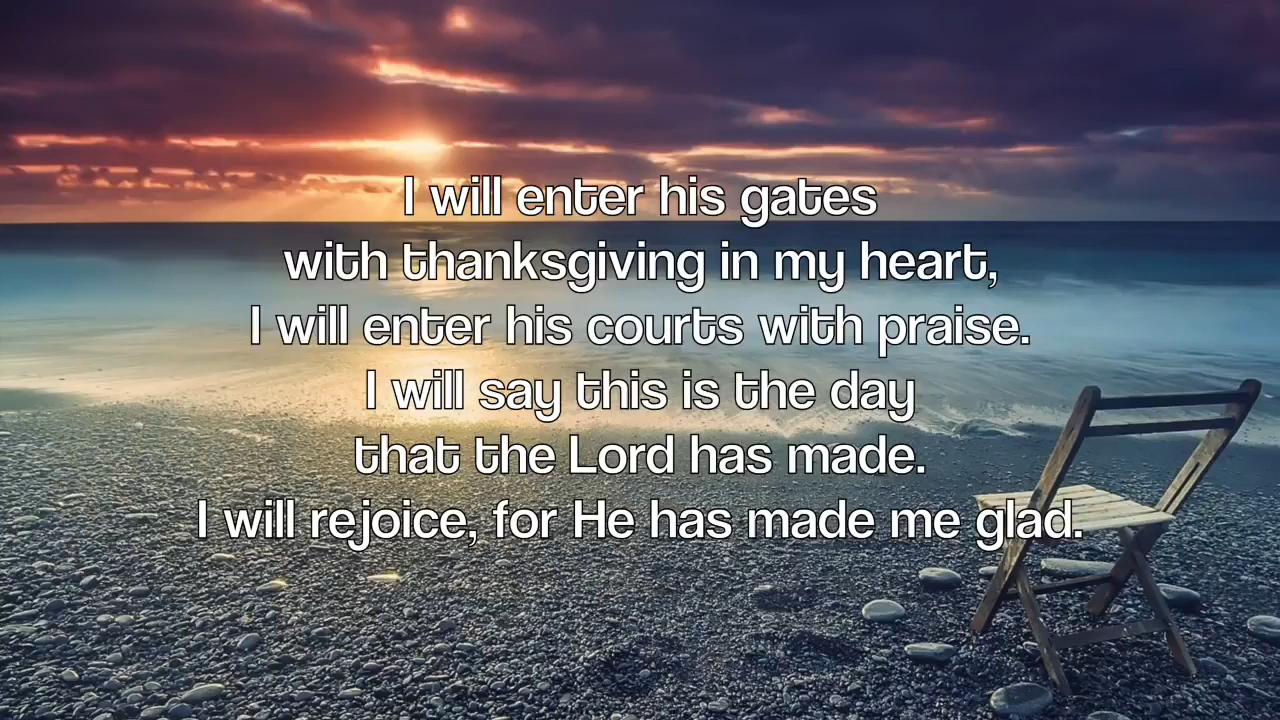 I will enter his gates
with thanksgiving in my heart,
I will enter his courts with praise.
I will say this is the day
that the Lord has made.
I will rejoice, for He has made me glad.